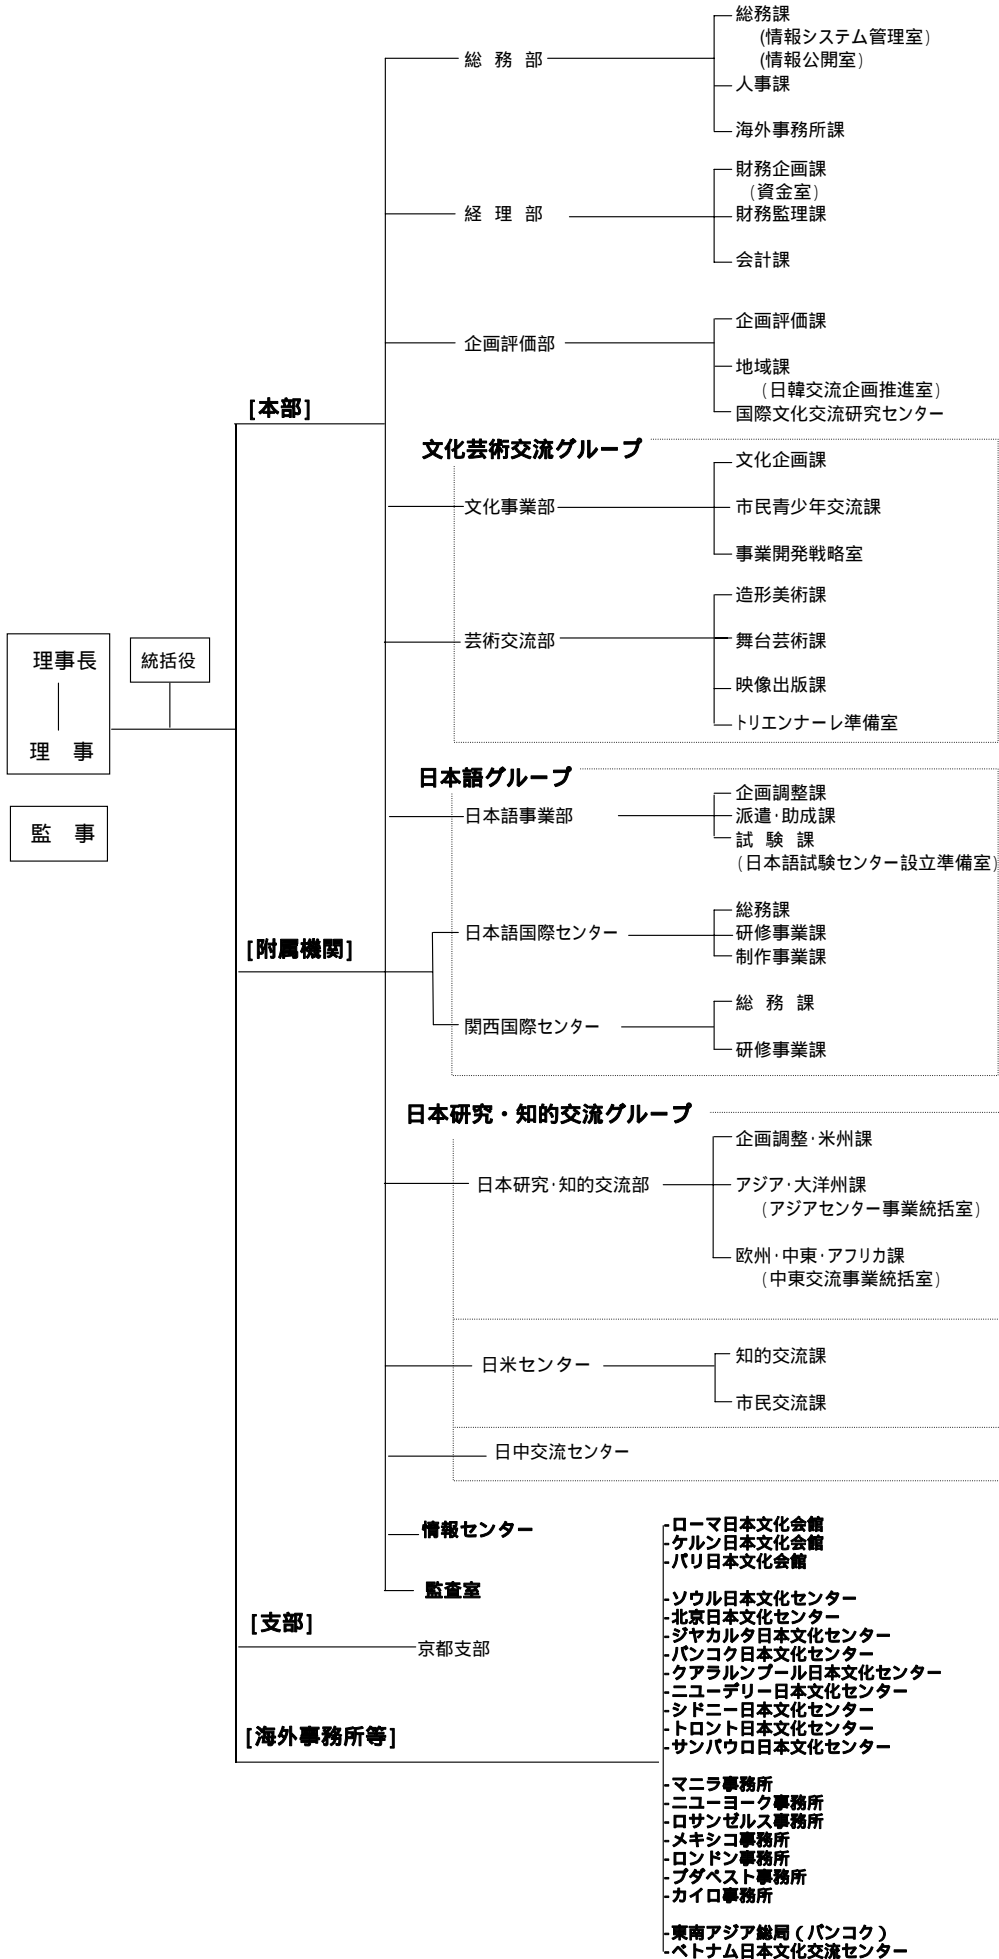 総務課
(情報システム管理室)
総 務 部
(情報公開室)
人事課
海外事務所課
財務企画課
(資金室)
経 理 部
財務監理課
会計課
企画評価課
企画評価部
地域課
(日韓交流企画推進室)
国際文化交流研究センター
[本部]
文化芸術交流グループ
文化企画課
文化事業部
市民青少年交流課
事業開発戦略室
造形美術課
芸術交流部
舞台芸術課
映像出版課
トリエンナーレ準備室
理事長
統括役
理 事
監 事
日本語グループ
企画調整課
日本語事業部
派遣・助成課
試 験 課
(日本語試験センター設立準備室)
[附属機関]
総務課
日本語国際センター
研修事業課
制作事業課
総 務 課
関西国際センター
研修事業課
日本研究・知的交流グループ
企画調整・米州課
日本研究・知的交流部
アジア・大洋州課
(アジアセンター事業統括室)
欧州・中東・アフリカ課
(中東交流事業統括室)
知的交流課
日米センター
市民交流課
日中交流センター
情報センター
監査室
[支部]
京都支部
[海外事務所等]
ローマ日本文化会館
ケルン日本文化会館
パリ日本文化会館
ソウル日本文化センター
北京日本文化センター
ジャカルタ日本文化センター
バンコク日本文化センター
クアラルンプール日本文化センター
ニューデリー日本文化センター
シドニー日本文化センター
トロント日本文化センター
サンパウロ日本文化センター
マニラ事務所
ニューヨーク事務所
ロサンゼルス事務所
メキシコ事務所
ロンドン事務所
ブダペスト事務所
カイロ事務所
東南アジア総局(バンコク)
ベトナム日本文化交流センター